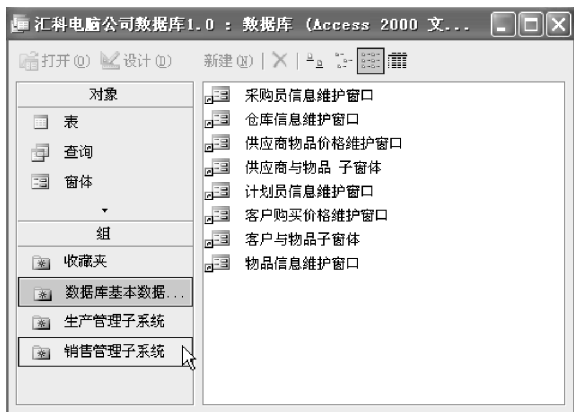 汇科电脑公司数据库1.0 : 数据库 (Access 2000 文...
打开(O) 设计(D) 新建(N)
对象
表
查询
窗体
组
收藏夹
数据库基本数据...
生产管理子系统
销售管理子系统
采购员信息维护窗口
仓库信息维护窗口
供应商物品价格维护窗口
供应商与物品 子窗体
计划员信息维护窗口
客户购买价格维护窗口
客户与物品子窗体
物品信息维护窗口